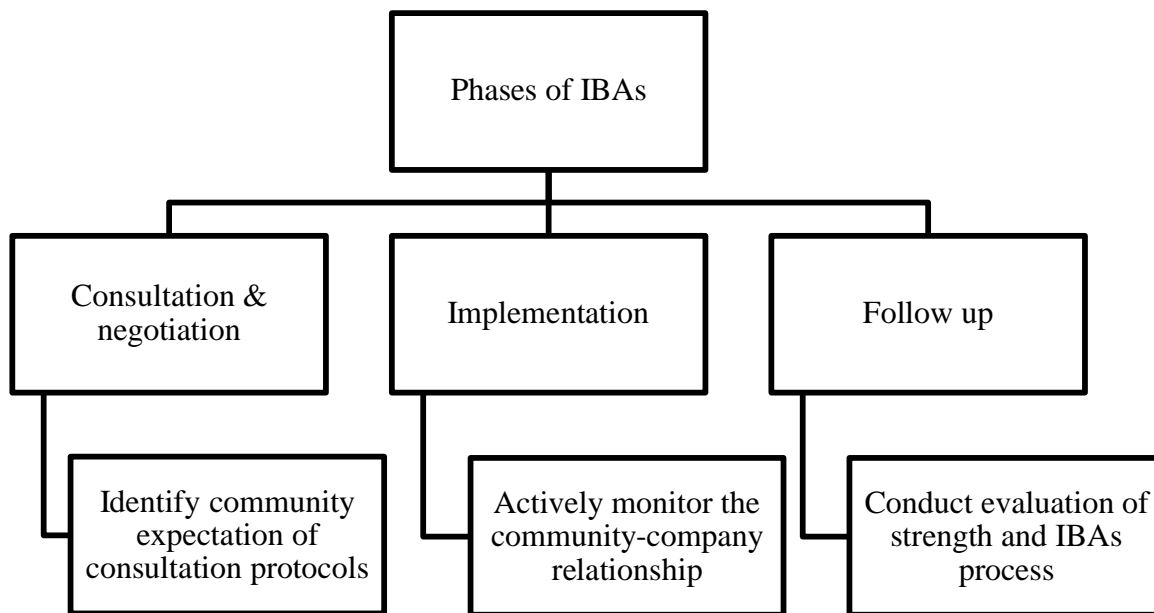 Phases of IBAs
Consultation &
negotiation
Implementation
Follow up
Identify community
expectation of
consultation protocols
Actively monitor the
community-company
relationship
Conduct evaluation of
strength and IBAs
process